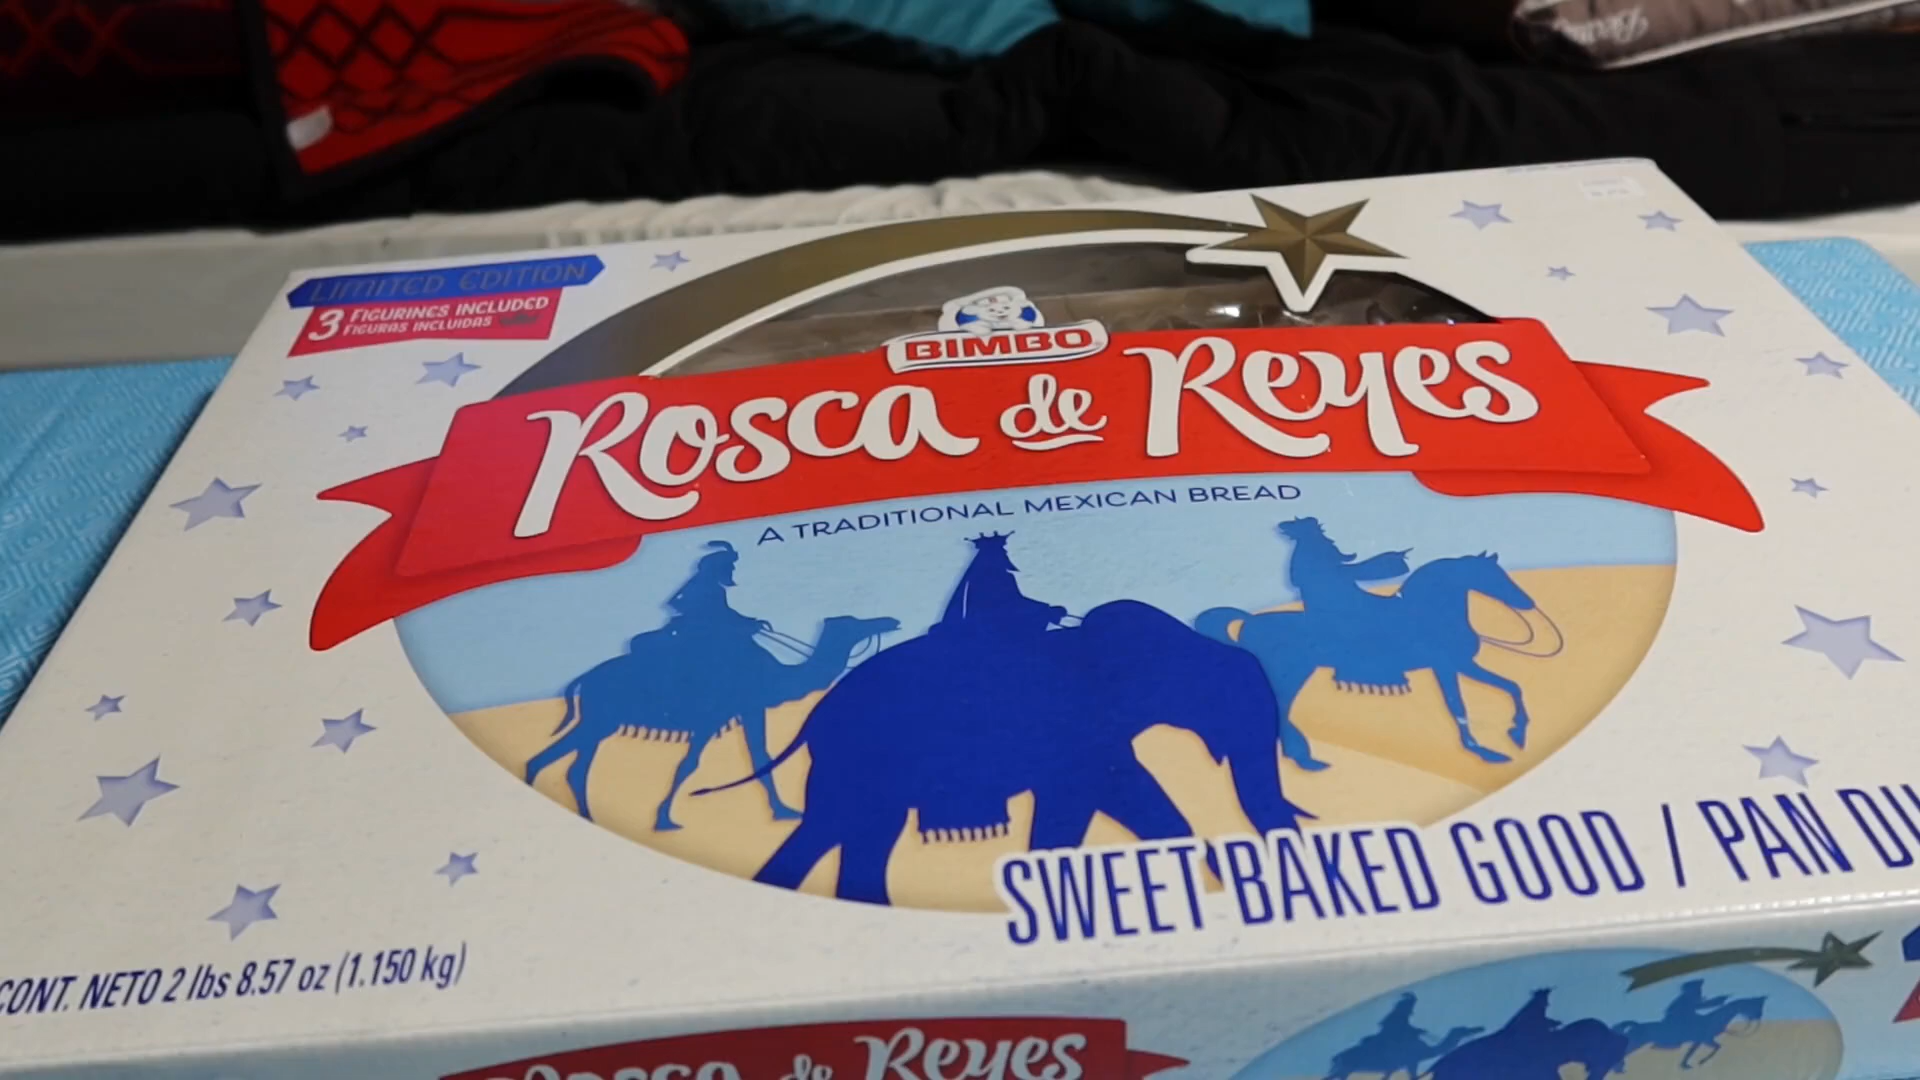 LIMITED EDITION
3 FIGURINES INCLUDED
FIGURAS INCLUIDAS
BIMBO
Rosca de Reyes
A TRADITIONAL MEXICAN BREAD
SWEET BAKED GOOD / PAN
CONT. NETO 2 lbs 8.57 oz (1.150 kg)
Rosca de Reyes